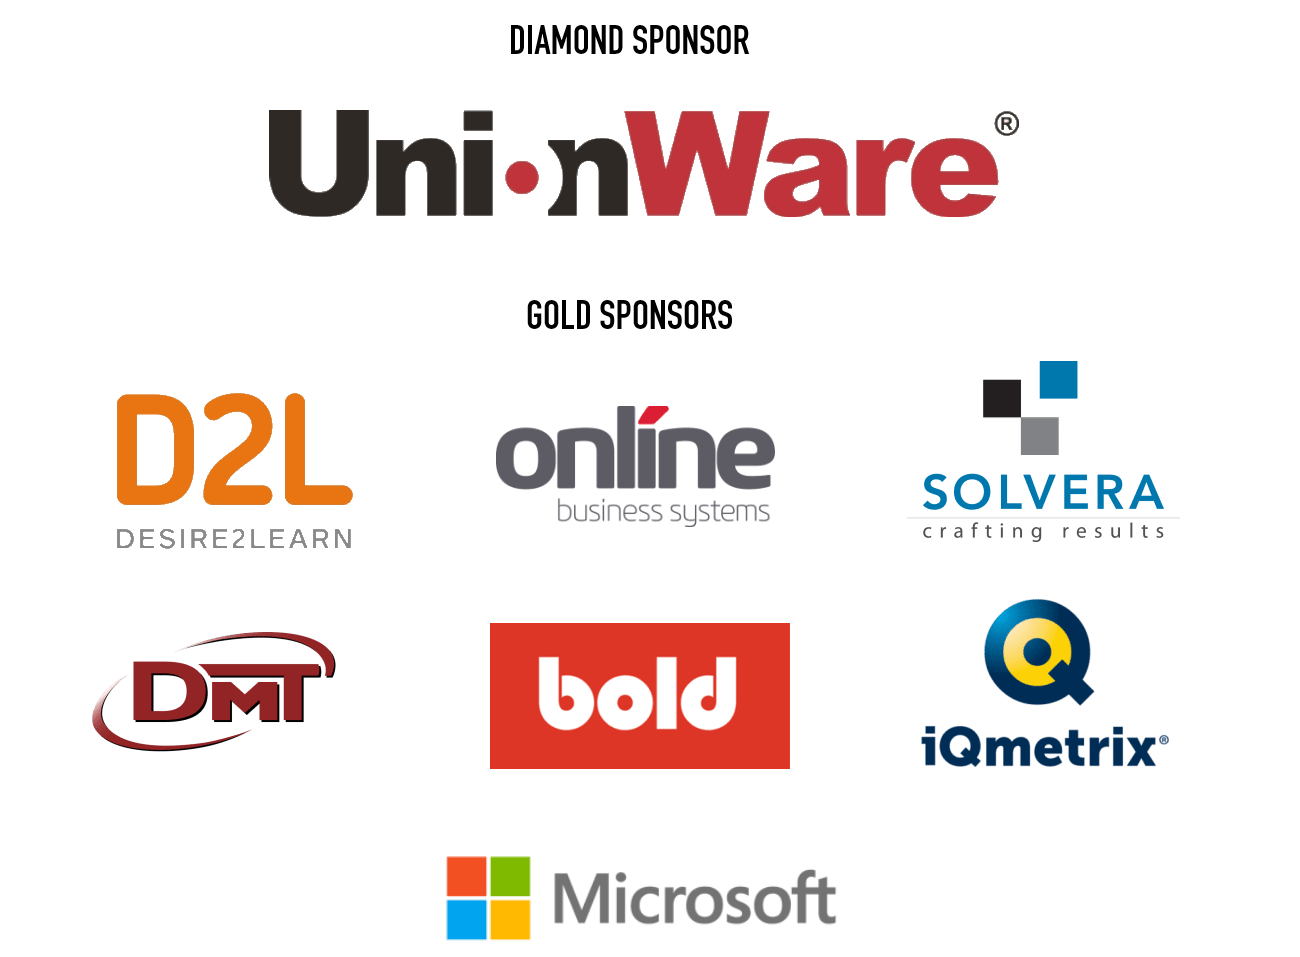 DIAMOND SPONSOR
Uni•nWare®
GOLD SPONSORS
D2L
DESIRE2LEARN
online
business systems
SOLVERA
crafting results
DMT
bold
iQmetrix®
Microsoft